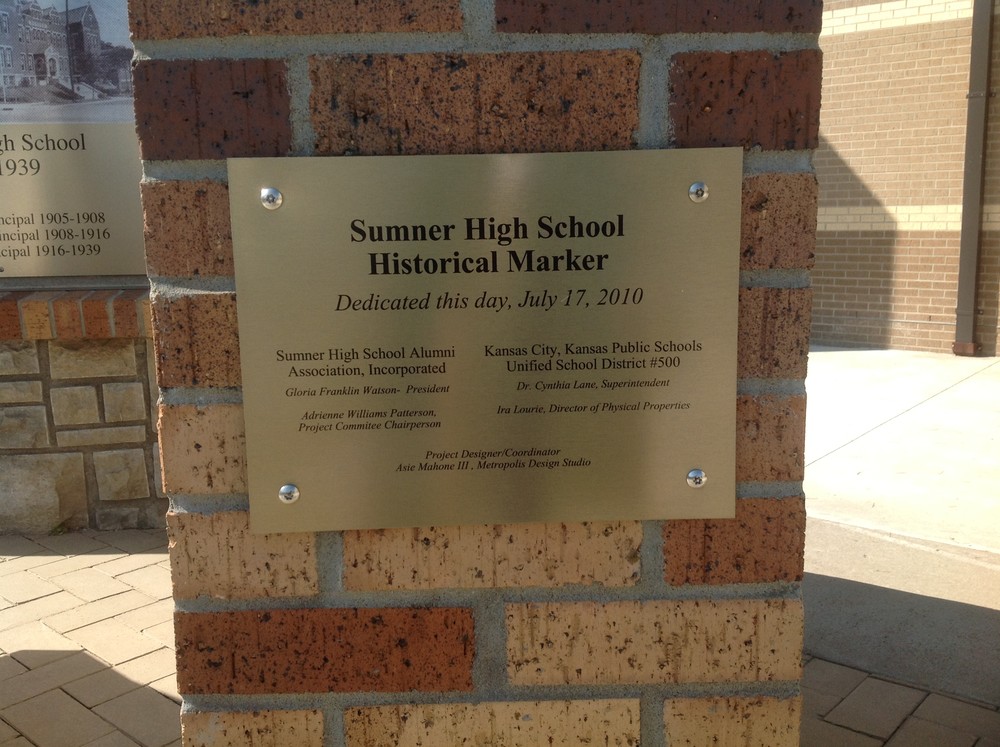 gh School
1939
ncipal 1905-1908
incipal 1908-1916
cipal 1916-1939
Sumner High School
Historical Marker
Dedicated this day, July 17, 2010
Sumner High School Alumni
Association, Incorporated
Gloria Franklin Watson- President
Adrienne Williams Patterson,
Project Commitee Chairperson
Kansas City, Kansas Public Schools
Unified School District #500
Dr. Cynthia Lane, Superintendent
Ira Lourie, Director of Physical Properties
Project Designer/Coordinator
Asie Mahone III , Metropolis Design Studio